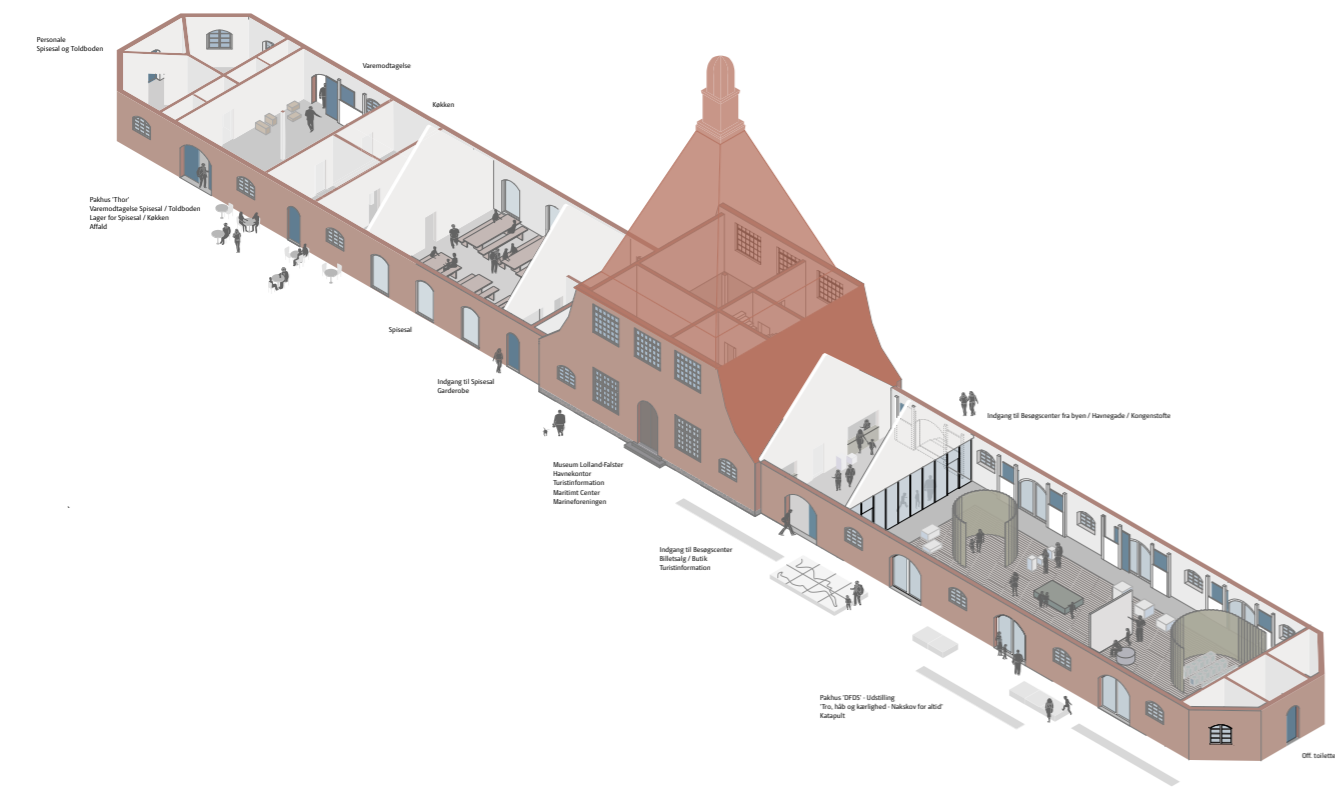 Personale
Spisesal og Toldboden
Varemodtagelse
Køkken
Pakhus 'Thor'
Varemodtagelse Spisesal / Toldboden
Lager for Spisesal / Køkken
Affald
Spisesal
Indgang til Spisesal
Garderobe
Indgang til Besøgscenter fra byen / Havnegade / Kongenstofte
Museum Lolland-Falster
Havnekontor
Turistinformation
Maritimt Center
Marineforeningen
Indgang til Besøgscenter
Billetsalg / Butik
Turistinformation
Pakhus 'DFDS' - Udstilling
'Tro, håb og kærlighed - Nakskov for altid'
Katapult
Off. toilette